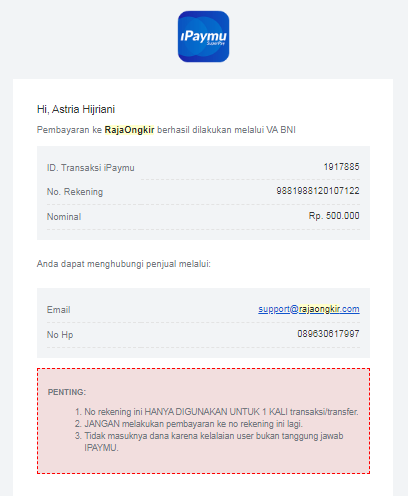 iPaymu
SuperPay
Hi, Astria Hijriani
Pembayaran ke RajaOngkir berhasil dilakukan melalui VA BNI
ID. Transaksi iPaymu 1917885
No. Rekening 9881988120107122
Nominal Rp. 500.000
Anda dapat menghubungi penjual melalui:
Email support@rajaongkir.com
No Hp 089630617997
PENTING:
1. No rekening ini HANYA DIGUNAKAN UNTUK 1 KALI transaksi/transfer.
2. JANGAN melakukan pembayaran ke no rekening ini lagi.
3. Tidak masuknya dana karena kelalaian user bukan tanggung jawab
IPAYMU.